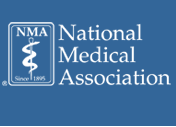 NMA
Since 1895
®
National
Medical
Association